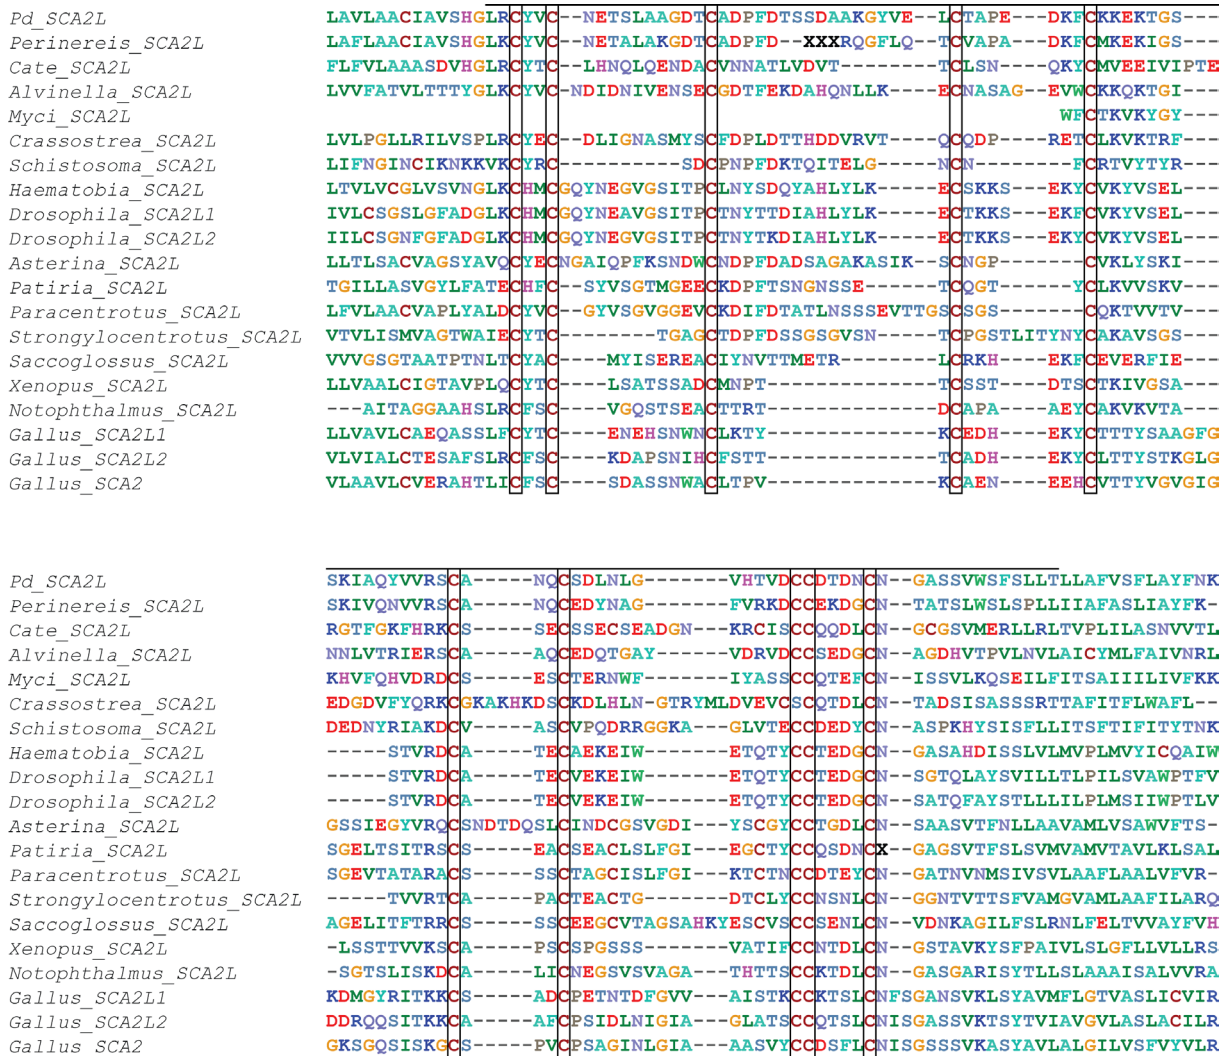 Pd_SCA2L LAVLAACIAVSHGLRCYVC--NETSLAAGDTCADPFDTSSDAAKGYVE--LCTAPE---DKFCKKEKTGS---
Perinereis_SCA2L LAFLAACIAVSHGLKCYVC--NETALAKGDTCADPFD--XXXRQGFLQ--TCVAPA---DKFCMKEKIGS---
Cate_SCA2L FLFVLAAASDVHGLRCYTC--LHNQLQENDACVNNATLVDVT--------TCLSN----QKYCMVEEIVIPTE
Alvinella_SCA2L LVVFATVLTTTYGLKCYVC-NDIDNIVENSECGDTFEKDAHQNLLK----ECNASAG--EVWCKKQKTGI---
Myci_SCA2L WFCTKVKYGY---
Crassostrea_SCA2L LVLPGLLRILVSPLRCYEC--DLIGNASMYSCFDPLDTTHDDVRVT----QCQDP----RETCLKVKTRF---
Schistosoma_SCA2L LIFNGINCIKNKKVKCYRC----------SDCPNPFDKTQITELG-----NCN------FCRTVYTYR---
Haematobia_SCA2L LTVLVCGLVSVNGLKCHMCGQYNEGVGSITPCLNYSDQYAHLYLK----ECSKKS---EKYCVKYVSEL---
Drosophila_SCA2L1 IVLCSGSLGFADGLKCHMCGQYNEAVGSITPCTNYTTDIAHLYLK----ECTKKS---EKFCVKYVSEL---
Drosophila_SCA2L2 IILCSGNFGFADGLKCHMCGQYNEGVGSITPCTNYTKDIAHLYLK----ECTKKS---EKYCVKYVSEL---
Asterina_SCA2L LLTLSACVAGSYAVQCYECNGAIQPFKSNDWCNDPFDADSAGAKASIK--SCNGP------CVKLYSKI---
Patiria_SCA2L TGILLASVGYLFATECHFC--SYVSGTMGEECKDPFTSNGNSSE------TCQGT-----YCLKVVSKV---
Paracentrotus_SCA2L LFVLAACVAPLYALDCYVC--GYVSGVGGEVCKDIFDTATLNSSSEVTTGSCSGS------CQKTVVTV---
Strongylocentrotus_SCA2L VTVLISMVAGTWAIECYTC--------TGAGCTDPFDSSGSGVSN-----TCPGSTLITYNYCAKAVSGS---
Saccoglossus_SCA2L VVVGSGTAATPTNLTCYAC----MYISEREACIYNVTTMETR--------LCRKH----EKFCEVERFIE---
Xenopus_SCA2L LLVAALCIGTAVPLQCYTC----LSATSSADCMNPT--------------TCSST----DTSCTKIVGSA---
Notophthalmus_SCA2L ---AITAGGAAHSLRCFSC----VGQSTSEACTTRT--------------DCAPA----AEYCAKVKVTA---
Gallus_SCA2L1 LLVAVLCAEQASSLFCYTC----ENEHSNWNCLKTY--------------KCEDH----EKYCTTTYSAAGFG
Gallus_SCA2L2 VLVIALCTESAFSLRCFSC----KDAPSNIHCFSTT--------------TCADH----EKYCLTTYSTKGLG
Gallus_SCA2 VLAAVLCVERAHTLICFSC----SDASSNWACLTPV--------------KCAEN----EEHCVTTYVGVGIG
Pd_SCA2L SKIAQYVVRSCA-----NQCSDLNLG-------VHTVDCCDTDNCN--GASSVWSFSLLTLLAFVSFLAYFNK
Perinereis_SCA2L SKIVQNVVRSCA-----NQCEDYNAG-------FVRKDCCEKDGCN--TATSLWSLSPLLIIAFASLIAYFK-
Cate_SCA2L RGTFGKFHRKCS-----SECSSECSEADGN---KRCISCCQQDLCN--GCGSVMERLLRLTVPLILASNVVTL
Alvinella_SCA2L NNLVTRIERSCA-----AQCEDQTGAY------VDRVDCCSEDGCN--AGDHVTPVLNVLAICYMLFAIVNRL
Myci_SCA2L KHVFQHVDRDCS-----ESCTERNWF-------IYASSCCQTEFCN--ISSVLKQSEILFITSAIIILIVFKK
Crassostrea_SCA2L EDGDVFYQRKCGKAKHKDSCKDLHLN-GTRYMLDVEVCSCQTDLCN--TADSISASSSRTTAFITFLWAFL--
Schistosoma_SCA2L DEDNYRIAKDCV-----ASCVPQDRRGGKA---GLVTECCDEDYCN--ASPKHYSISFLLITSFTIFITYTNK
Haematobia_SCA2L -----STVRDCA-----TECAEKEIW-------ETQTYCCTEDGCN--GASAHDISSLVLMVPLMVYICQAIW
Drosophila_SCA2L1 -----STVRDCA-----TECVEKEIW-------ETQTYCCTEDGCN--SGTQLAYSVILLTLPILSVAWPTFV
Drosophila_SCA2L2 -----STVRDCA-----TECVEKEIW-------ETQTYCCTEDGCN--SATQFAYSTLLLILPLMSIIWPTLV
Asterina_SCA2L GSSIEGYVRQCSNDTDQSLCINDCGSVGDI---YSCGYCCTGDLCN--SAASVTFNLLAAVAMLVSAWVFTS-
Patiria_SCA2L SGELTSITRSCS-----EACSEACLSLFGI---EGCTYCCQSDNCX--GAGSVTFSLSVMVAMVTAVLKLSAL
Paracentrotus_SCA2L SGEVTATARACS-----SSCTAGCISLFGI---KTCTNCCDTEYCN--GATNVNMSIVSVLAAFLAALVFVR-
Strongylocentrotus_SCA2L -----TVVRTCA-----PACTEACTG-------DTCLYCCNSNLCN--GGNTVTTSFVAMGVAMLAAFILARQ
Saccoglossus_SCA2L AGELITFTRRCS-----SSCEEGCVTAGSAHKYESCVSCCSENLCN--VDNKAGILFSLRNLFELTVVAYFVH
Xenopus_SCA2L -LSSTTVVKSCA-----PSCSPGSSS-------VATIFCCNTDLCN--GSTAVKYSFPAIVLSLGFLLVLLRS
Notophthalmus_SCA2L -SGTSLISKDCA-----LICNEGSVSVAGA---THTTSCCKTDLCN--GASGARISYTLLSLAAAISALVVRA
Gallus_SCA2L1 KDMGYRITKKCS-----ADCPETNTDFGVV---AISTKCCKTSLCNFSGANSVKLSYAVMFLGTVASLICVIR
Gallus_SCA2L2 DDRQQSITKKCA-----AFCPSIDLNIGIA---GLATSCCQTSLCNISGASSVKTSYTVIAVGVLASLACILR
Gallus_SCA2 GKSGQSISKGCS-----PVCPSAGINLGIA---AASVYCCDSFLCNISGSSSVKASYAVLALGILVSFVYVLR